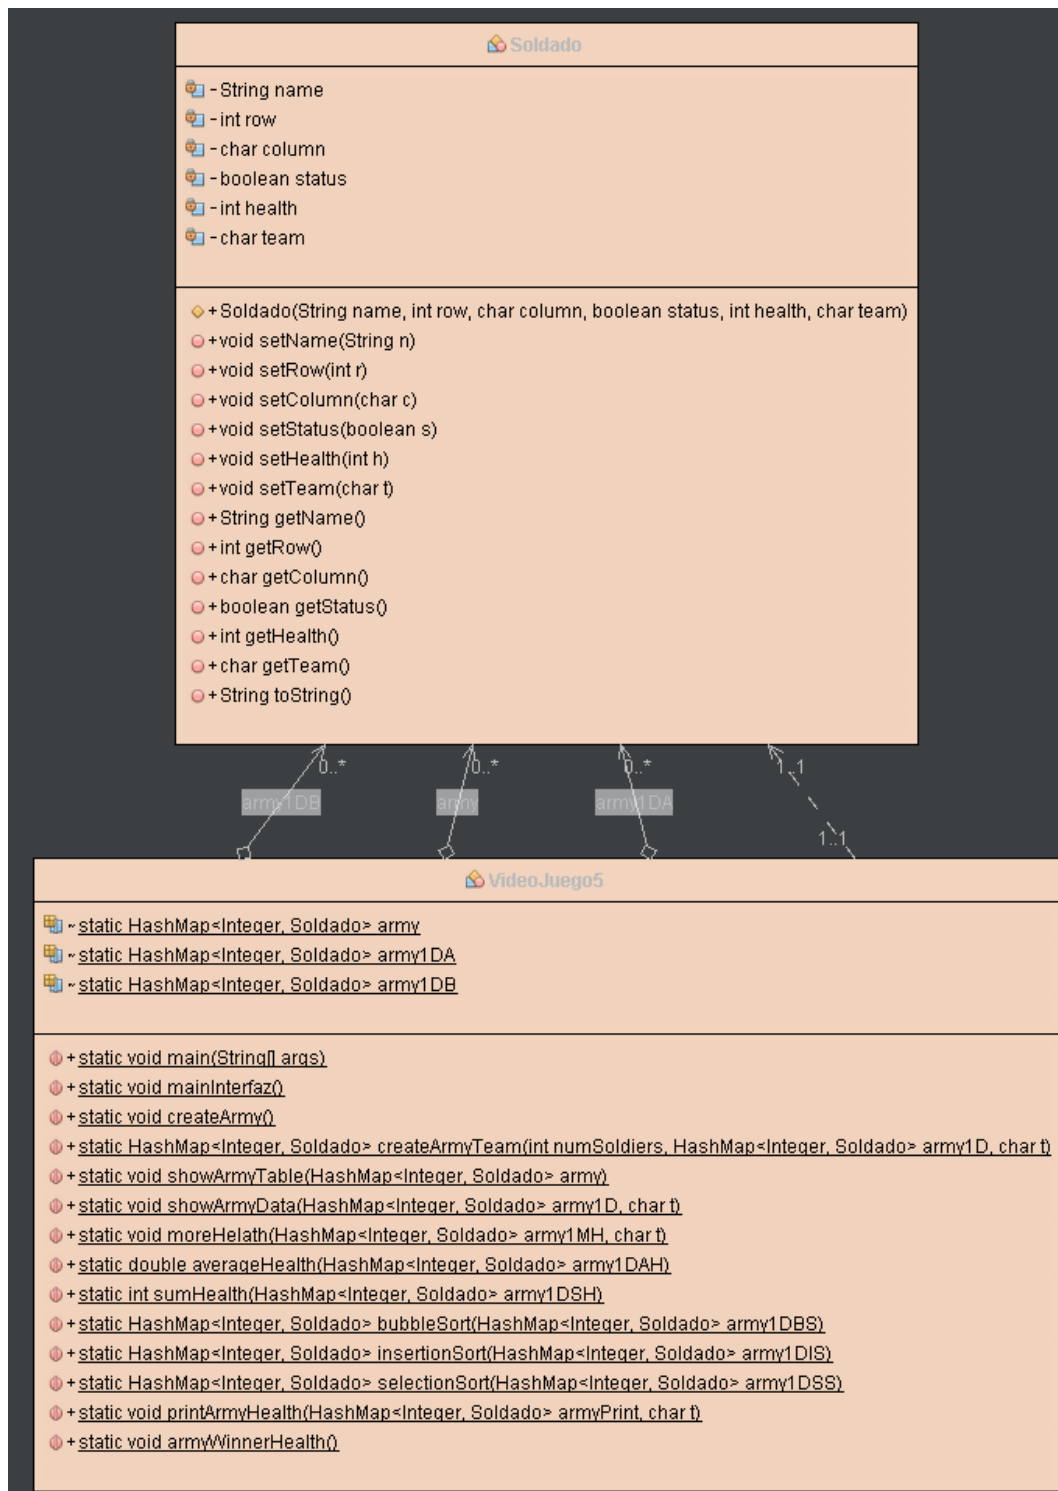 Soldado
- String name
- int row
- char column
- boolean status
- int health
- char team
+ Soldado(String name, int row, char column, boolean status, int health, char team)
+ void setName(String n)
+ void setRow(int r)
+ void setColumn(char c)
+ void setStatus(boolean s)
+ void setHealth(int h)
+ void setTeam(char t)
+ String getName()
+ int getRow()
+ char getColumn()
+ boolean getStatus()
+ int getHealth()
+ char getTeam()
+ String toString()
0..* 0..* 0..* 1..1
army1DB army army1DA
1..1
VideoJuego5
~ static HashMap<Integer, Soldado> army
~ static HashMap<Integer, Soldado> army1DA
~ static HashMap<Integer, Soldado> army1DB
+ static void main(String[] args)
+ static void mainInterfaz()
+ static void createArmy()
+ static HashMap<Integer, Soldado> createArmyTeam(int numSoldiers, HashMap<Integer, Soldado> army1D, char t)
+ static void showArmyTable(HashMap<Integer, Soldado> army)
+ static void showArmyData(HashMap<Integer, Soldado> army1D, char t)
+ static void moreHelath(HashMap<Integer, Soldado> army1MH, char t)
+ static double averageHealth(HashMap<Integer, Soldado> army1DAH)
+ static int sumHealth(HashMap<Integer, Soldado> army1DSH)
+ static HashMap<Integer, Soldado> bubbleSort(HashMap<Integer, Soldado> army1DBS)
+ static HashMap<Integer, Soldado> insertionSort(HashMap<Integer, Soldado> army1DIS)
+ static HashMap<Integer, Soldado> selectionSort(HashMap<Integer, Soldado> army1DSS)
+ static void printArmyHealth(HashMap<Integer, Soldado> armyPrint, char t)
+ static void armyWinnerHealth()